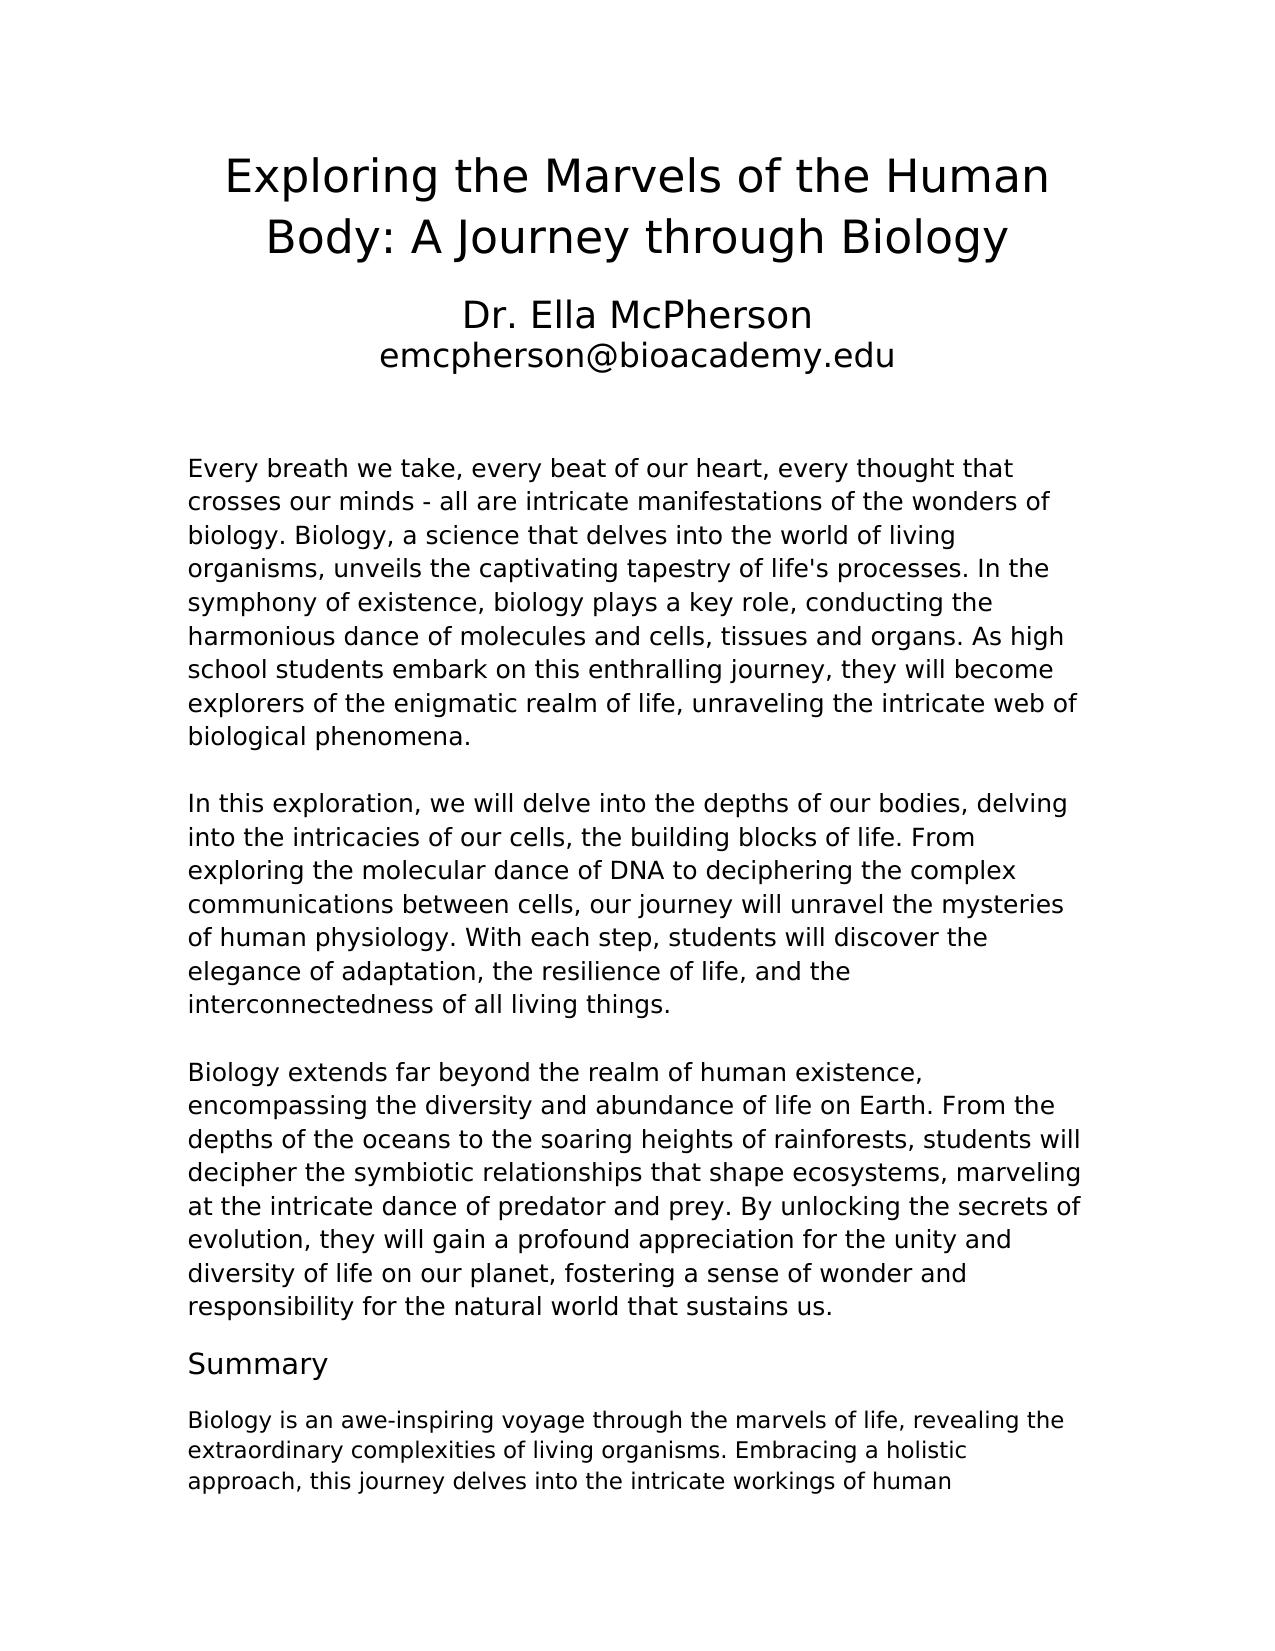 Exploring the Marvels of the Human
Body: A Journey through Biology
Dr. Ella McPherson
emcpherson@bioacademy.edu
Every breath we take, every beat of our heart, every thought that
crosses our minds - all are intricate manifestations of the wonders of
biology. Biology, a science that delves into the world of living
organisms, unveils the captivating tapestry of life's processes. In the
symphony of existence, biology plays a key role, conducting the
harmonious dance of molecules and cells, tissues and organs. As high
school students embark on this enthralling journey, they will become
explorers of the enigmatic realm of life, unraveling the intricate web of
biological phenomena.
In this exploration, we will delve into the depths of our bodies, delving
into the intricacies of our cells, the building blocks of life. From
exploring the molecular dance of DNA to deciphering the complex
communications between cells, our journey will unravel the mysteries
of human physiology. With each step, students will discover the
elegance of adaptation, the resilience of life, and the
interconnectedness of all living things.
Biology extends far beyond the realm of human existence,
encompassing the diversity and abundance of life on Earth. From the
depths of the oceans to the soaring heights of rainforests, students will
decipher the symbiotic relationships that shape ecosystems, marveling
at the intricate dance of predator and prey. By unlocking the secrets of
evolution, they will gain a profound appreciation for the unity and
diversity of life on our planet, fostering a sense of wonder and
responsibility for the natural world that sustains us.
Summary
Biology is an awe-inspiring voyage through the marvels of life, revealing the
extraordinary complexities of living organisms. Embracing a holistic
approach, this journey delves into the intricate workings of human